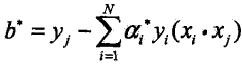 b* = y_j − ∑_{i=1}^{N} α_i* y_i (x_i · x_j)